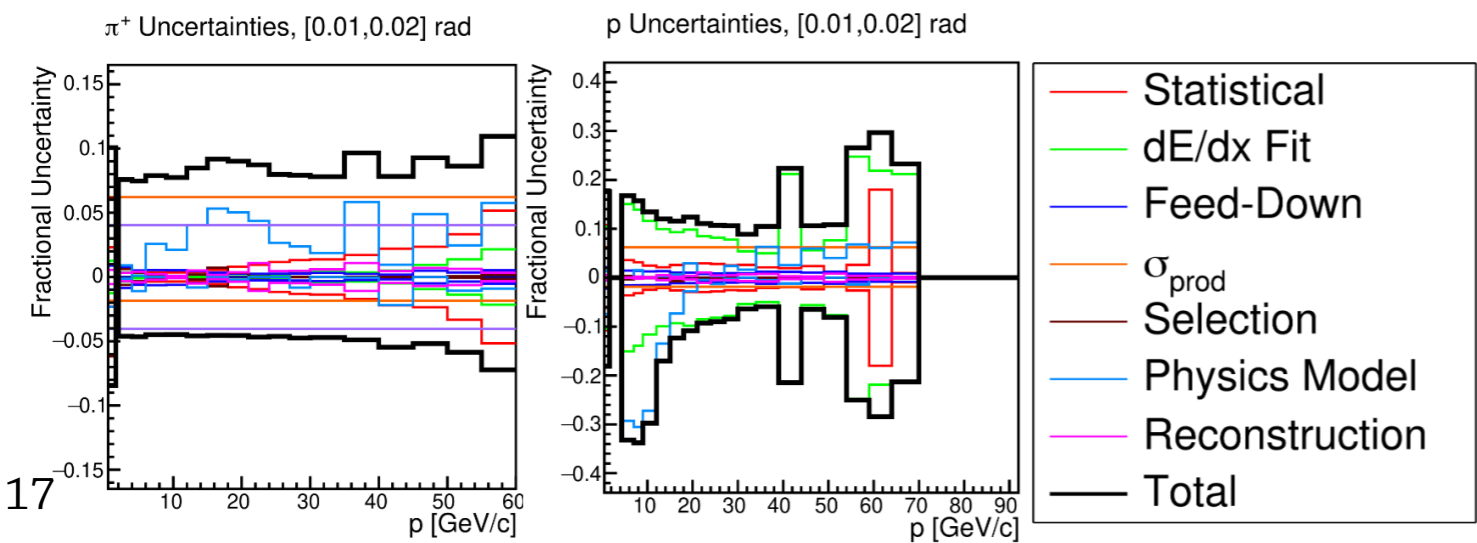 π+ Uncertainties, [0.01,0.02] rad
Fractional Uncertainty
0.15
0.1
0.05
0
−0.05
−0.1
−0.15
10 20 30 40 50 60
p [GeV/c]
p Uncertainties, [0.01,0.02] rad
Fractional Uncertainty
0.4
0.3
0.2
0.1
0
−0.1
−0.2
−0.3
−0.4
10 20 30 40 50 60 70 80 90
p [GeV/c]
Statistical
dE/dx Fit
Feed-Down
σprod
Selection
Physics Model
Reconstruction
Total
17